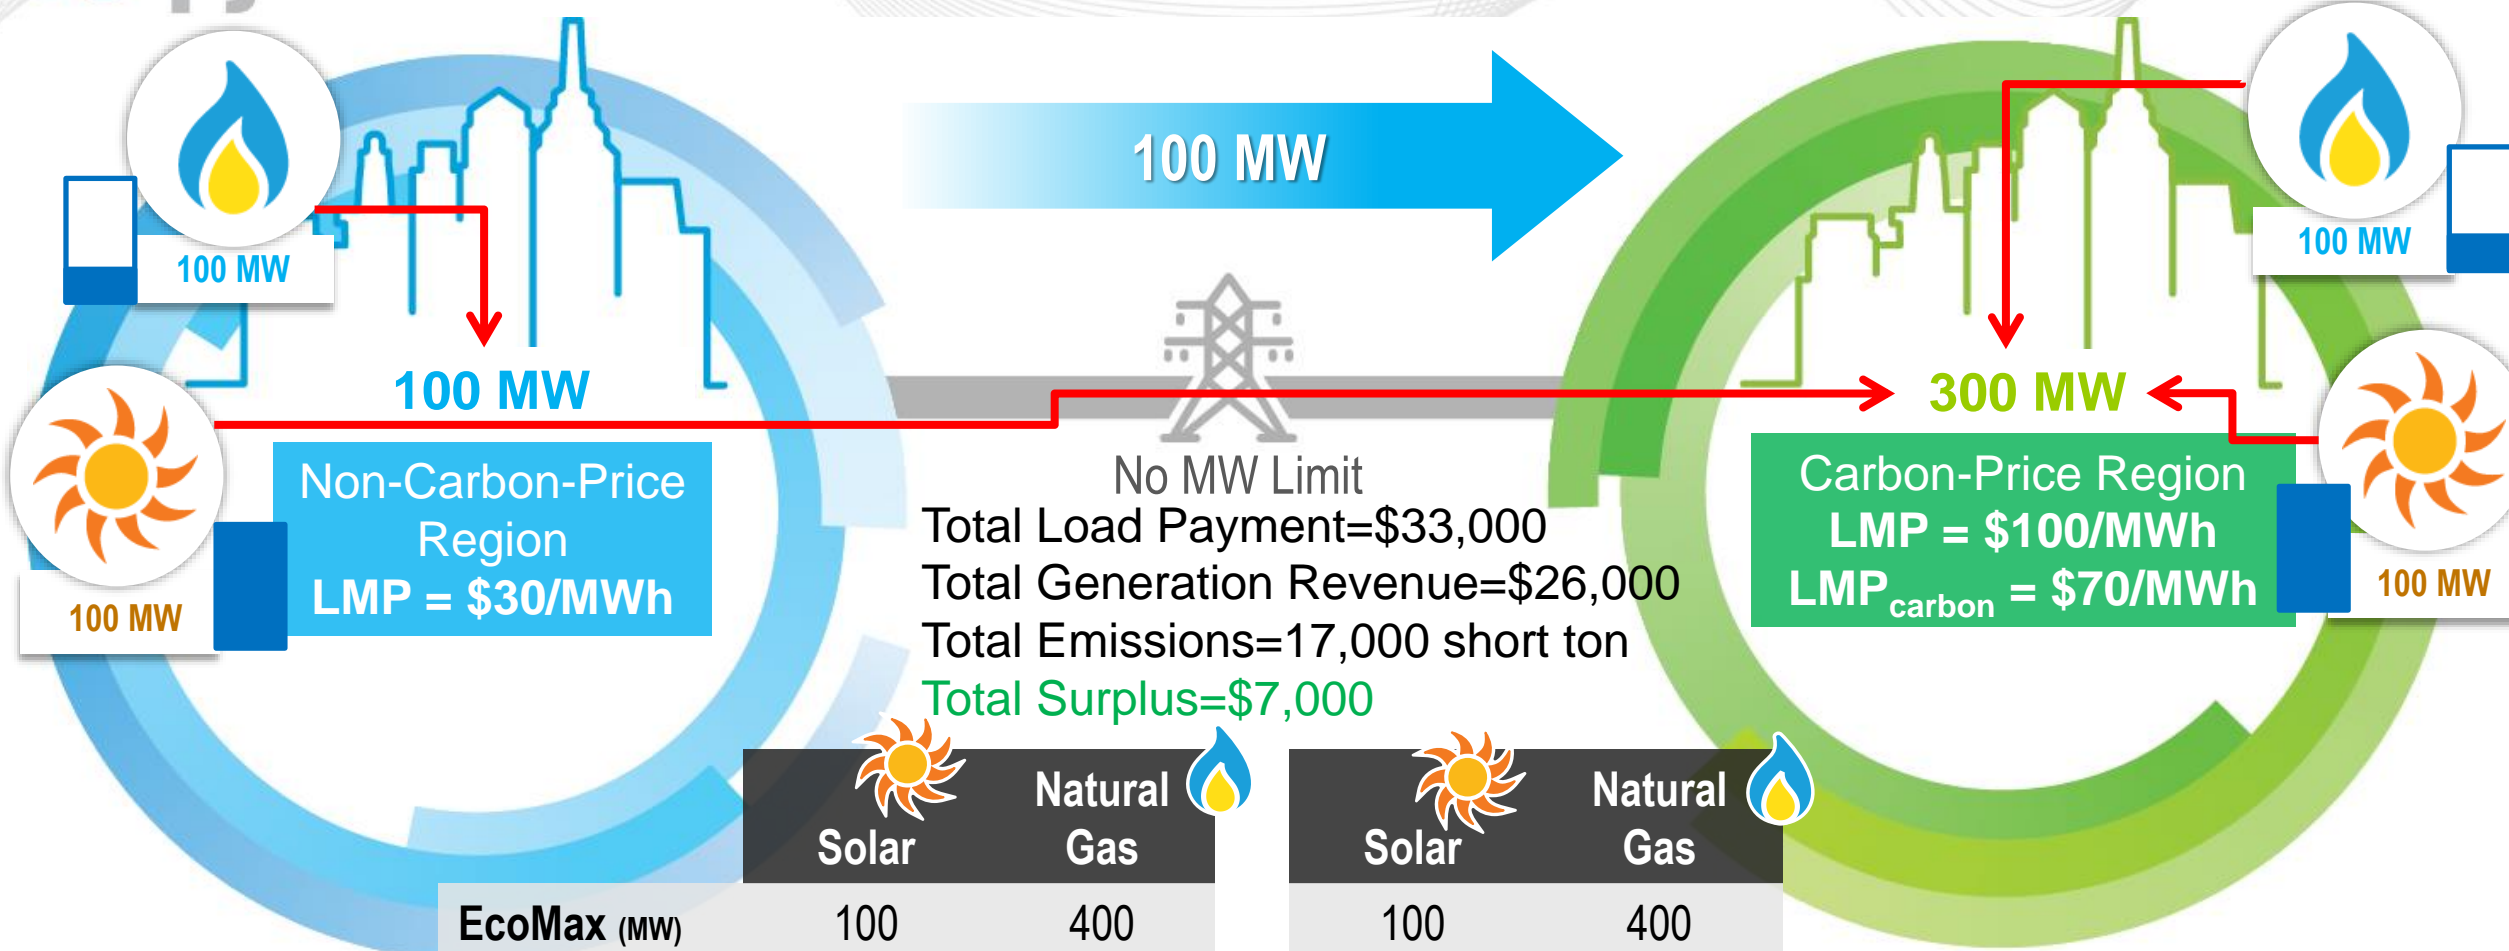 100 MW
100 MW
100 MW
100 MW
300 MW
No MW Limit
Non-Carbon-Price
Region
LMP = $30/MWh
100 MW
Total Load Payment=$33,000
Total Generation Revenue=$26,000
Total Emissions=17,000 short ton
Total Surplus=$7,000
Carbon-Price Region
LMP = $100/MWh
LMPcarbon = $70/MWh
100 MW
Solar Natural Gas Solar Natural Gas
EcoMax (MW) 100 400 100 400